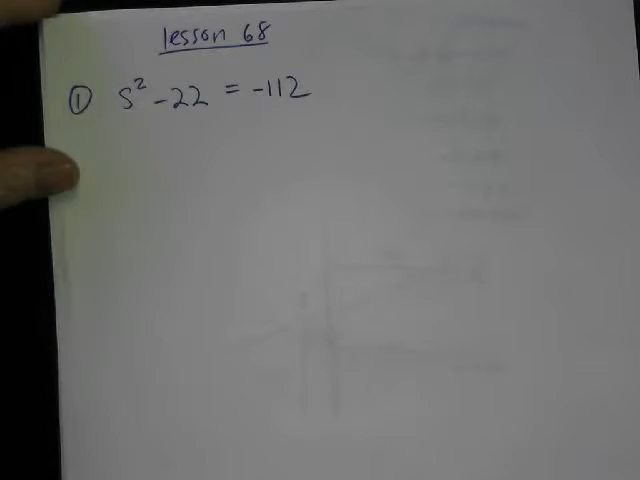 lesson 68
① s² - 22 = -112